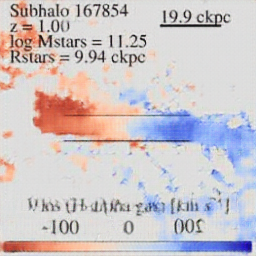 Subhalo 167854
19.9 ckpc
z = 1.00
log Mstars = 11.25
Rstars = 9.94 ckpc
-100 0